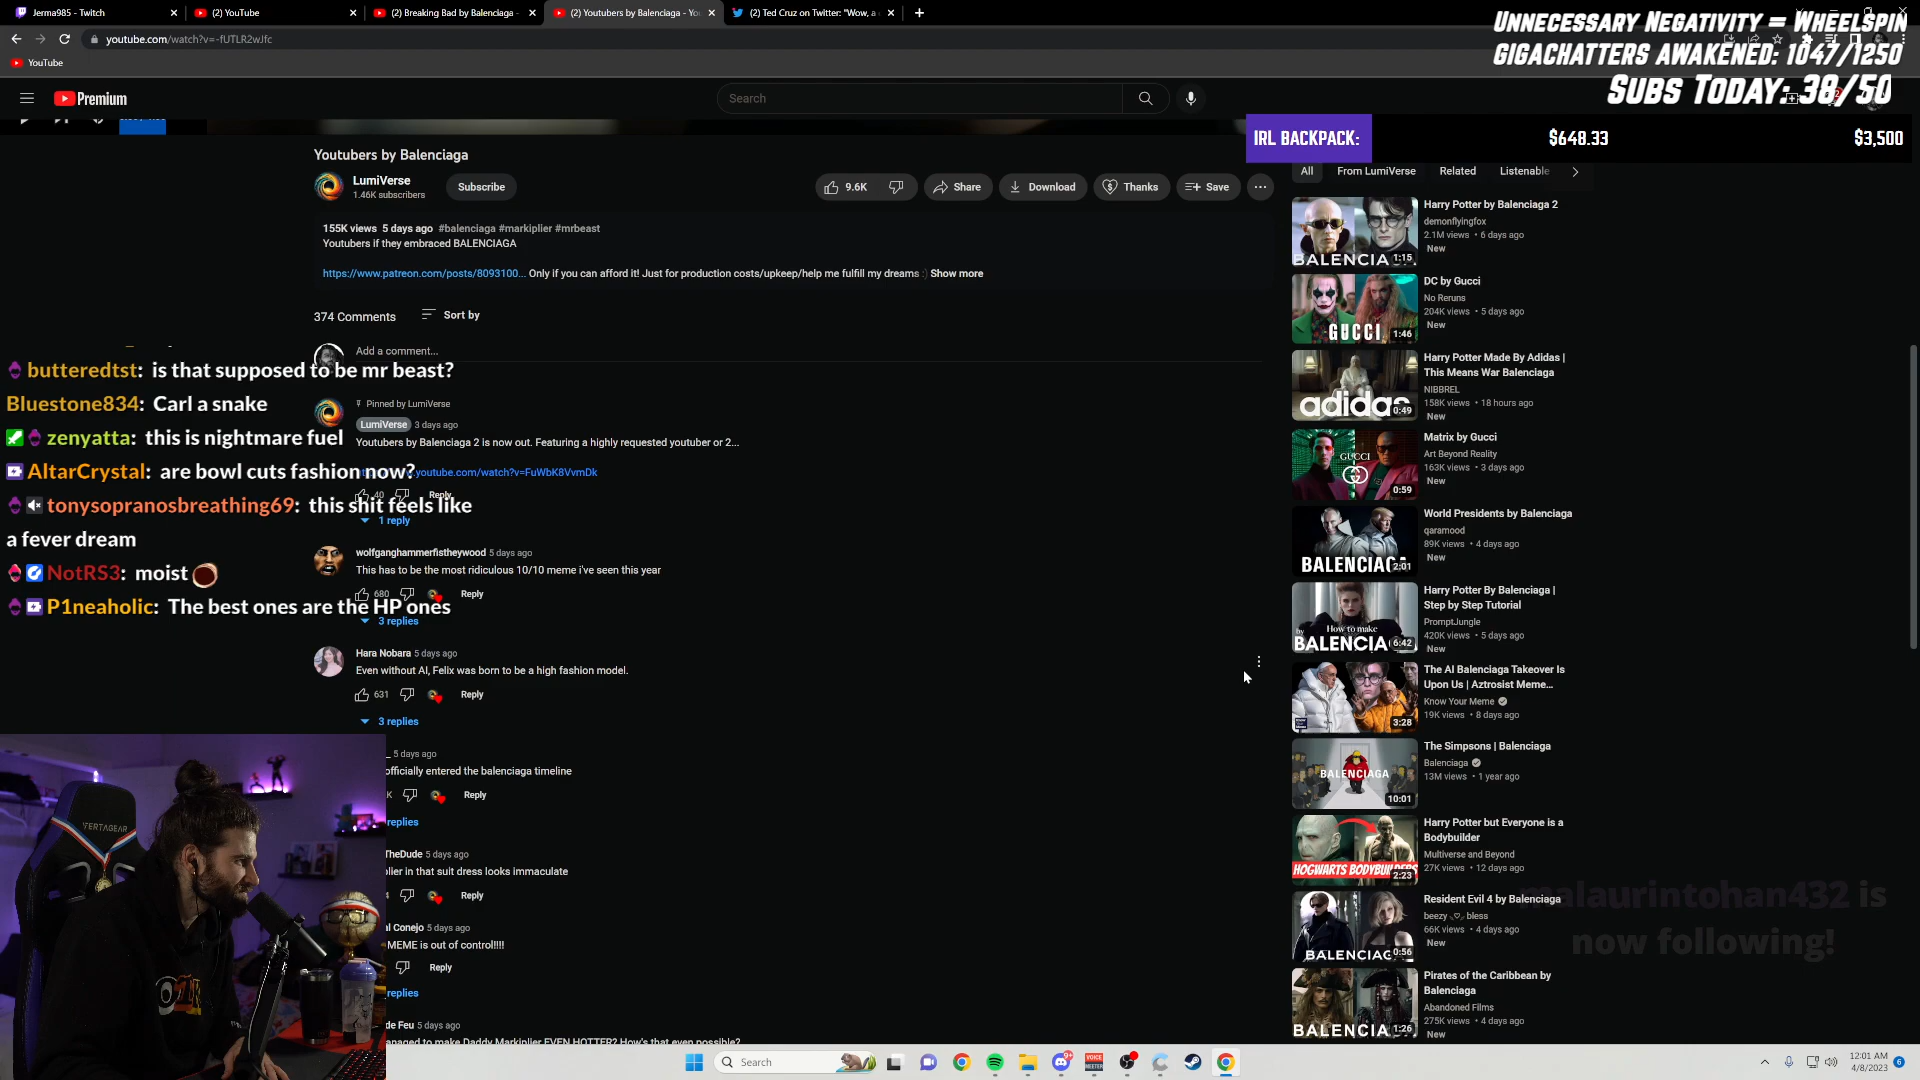 Jerma985 - Twitch
(2) YouTube
(2) Breaking Bad by Balenciaga -
(2) Youtubers by Balenciaga - Yo
(2) Ted Cruz on Twitter: "Wow, a
youtube.com/watch?v=-fUTLR2wJfc
YouTube
Unnecessary Negativity = Wheelspin
GIGACHATTERS AWAKENED: 1047/1250
Subs Today: 38/50
Premium
Search
IRL BACKPACK: $648.33 $3,500
Youtubers by Balenciaga
LumiVerse
1.46K subscribers
Subscribe
9.6K
Share
Download
Thanks
Save
155K views 5 days ago #balenciaga #markiplier #mrbeast
Youtubers if they embraced BALENCIAGA
https://www.patreon.com/posts/8093100... Only if you can afford it! Just for production costs/upkeep/help me fulfill my dreams :) Show more
374 Comments
Sort by
Add a comment...
butteredtst: is that supposed to be mr beast?
Bluestone834: Carl a snake
zenyatta: this is nightmare fuel
AltarCrystal: are bowl cuts fashion now?
tonysopranosbreathing69: this shit feels like
a fever dream
NotRS3: moist
P1neaholic: The best ones are the HP ones
Pinned by LumiVerse
LumiVerse 3 days ago
Youtubers by Balenciaga 2 is now out. Featuring a highly requested youtuber or 2...
.youtube.com/watch?v=FuWbK8VvmDk
40
Reply
1 reply
wolfganghammerfistheywood 5 days ago
This has to be the most ridiculous 10/10 meme i've seen this year
680
Reply
3 replies
Hara Nobara 5 days ago
Even without AI, Felix was born to be a high fashion model.
631
Reply
3 replies
5 days ago
officially entered the balenciaga timeline
K
Reply
replies
TheDude 5 days ago
lier in that suit dress looks immaculate
Reply
al Conejo 5 days ago
MEME is out of control!!!!
Reply
replies
de Feu 5 days ago
anaged to make Daddy Markiplier EVEN HOTTER? How's that even possible?
All
From LumiVerse
Related
Listenable
Harry Potter by Balenciaga 2
demonflyingfox
2.1M views • 6 days ago
New
BALENCIAGA
1:15
DC by Gucci
No Reruns
204K views • 5 days ago
New
GUCCI
1:46
Harry Potter Made By Adidas |
This Means War Balenciaga
NIBBREL
158K views • 18 hours ago
New
adidas
0:49
Matrix by Gucci
Art Beyond Reality
163K views • 3 days ago
New
GUCCI
0:59
World Presidents by Balenciaga
qaramood
89K views • 4 days ago
New
BALENCIAGA
2:01
Harry Potter By Balenciaga |
Step by Step Tutorial
PromptJungle
420K views • 5 days ago
New
How to make
by
BALENCIA
6:42
The AI Balenciaga Takeover Is
Upon Us | Aztrosist Meme...
Know Your Meme
19K views • 8 days ago
3:28
The Simpsons | Balenciaga
Balenciaga
13M views • 1 year ago
BALENCIAGA
10:01
Harry Potter but Everyone is a
Bodybuilder
Multiverse and Beyond
27K views • 12 days ago
HOGWARTS BODYBUILDERS
2:23
Resident Evil 4 by Balenciaga
beezy bless
66K views • 4 days ago
New
BALENCIAGA
0:56
Pirates of the Caribbean by
Balenciaga
Abandoned Films
275K views • 4 days ago
New
BALENCIA
1:26
malaurintohan432 is
now following!
FERTAGEAR
Search
VOICE
MEETER
12:01 AM
4/8/2023
6